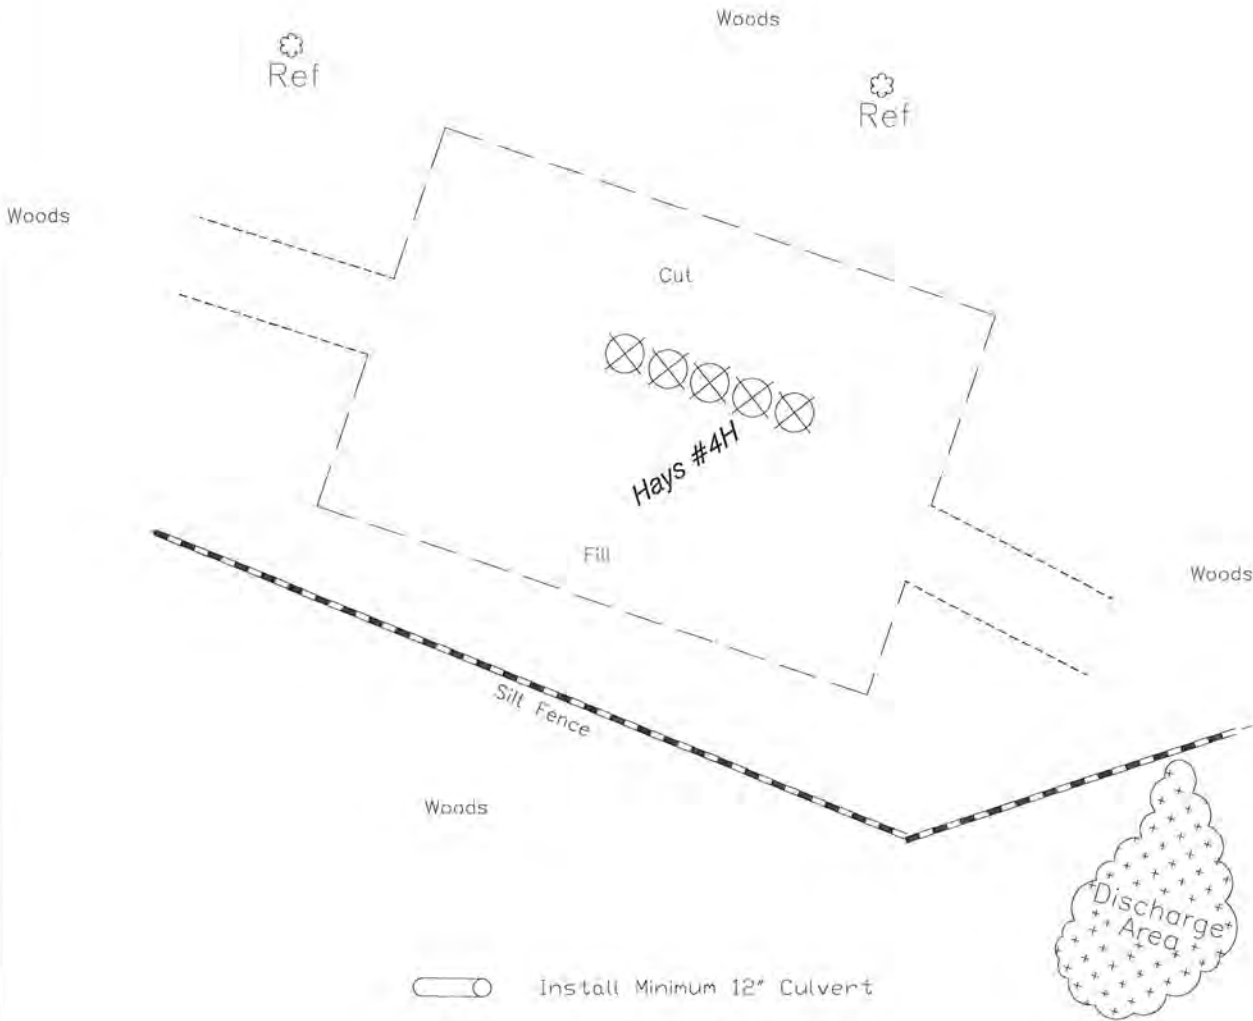 Woods
Ref
Ref
Woods
Cut
Hays #4H
Fill
Woods
Silt Fence
Woods
Discharge
Area
Install Minimum 12" Culvert